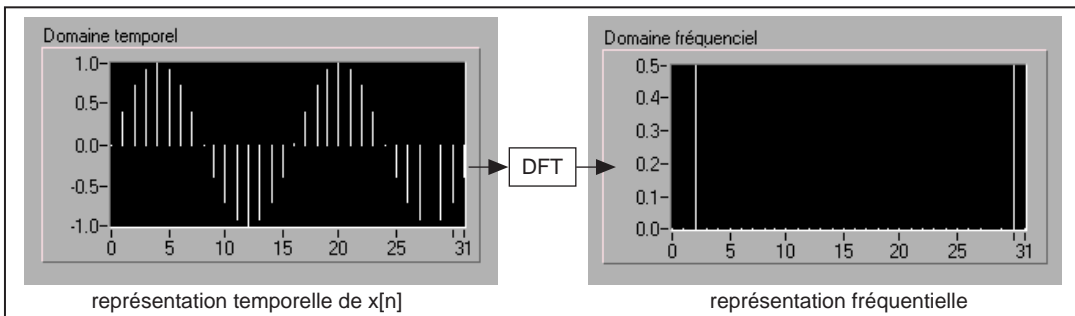 Domaine temporel
1.0
0.5
0.0
-0.5
-1.0
0 5 10 15 20 25 31
représentation temporelle de x[n]
DFT
Domaine fréquenciel
0.5
0.4
0.3
0.2
0.1
0.0
0 5 10 15 20 25 31
représentation fréquentielle